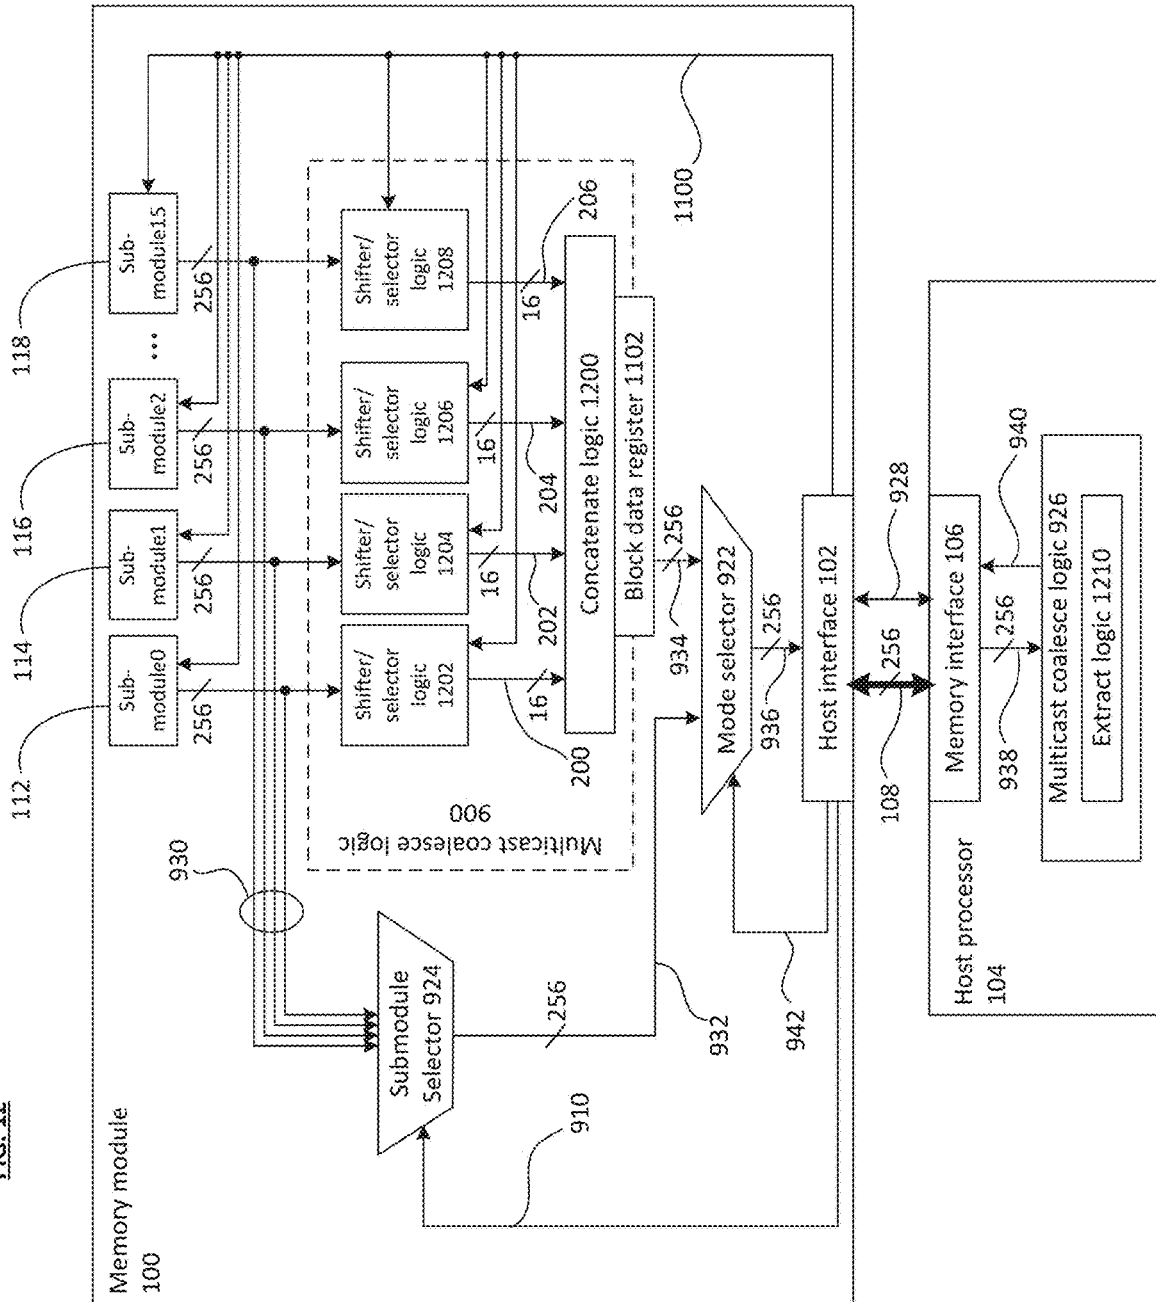 Memory module
100
112
114
116
118
Sub-
module0
Sub-
module1
Sub-
module2
...
Sub-
module15
256
256
256
256
930
Submodule
Selector 924
256
910
932
Multicast coalesce logic
900
Shifter/
selector
logic
1202
Shifter/
selector
logic
1204
Shifter/
selector
logic
1206
Shifter/
selector
logic
1208
16
16
16
16
200
202
204
206
Concatenate logic 1200
Block data register 1102
256
934
Mode selector 922
256
936
942
1100
Host interface 102
108
256
928
Host processor
104
Memory interface 106
938
256
940
Multicast coalesce logic 926
Extract logic 1210